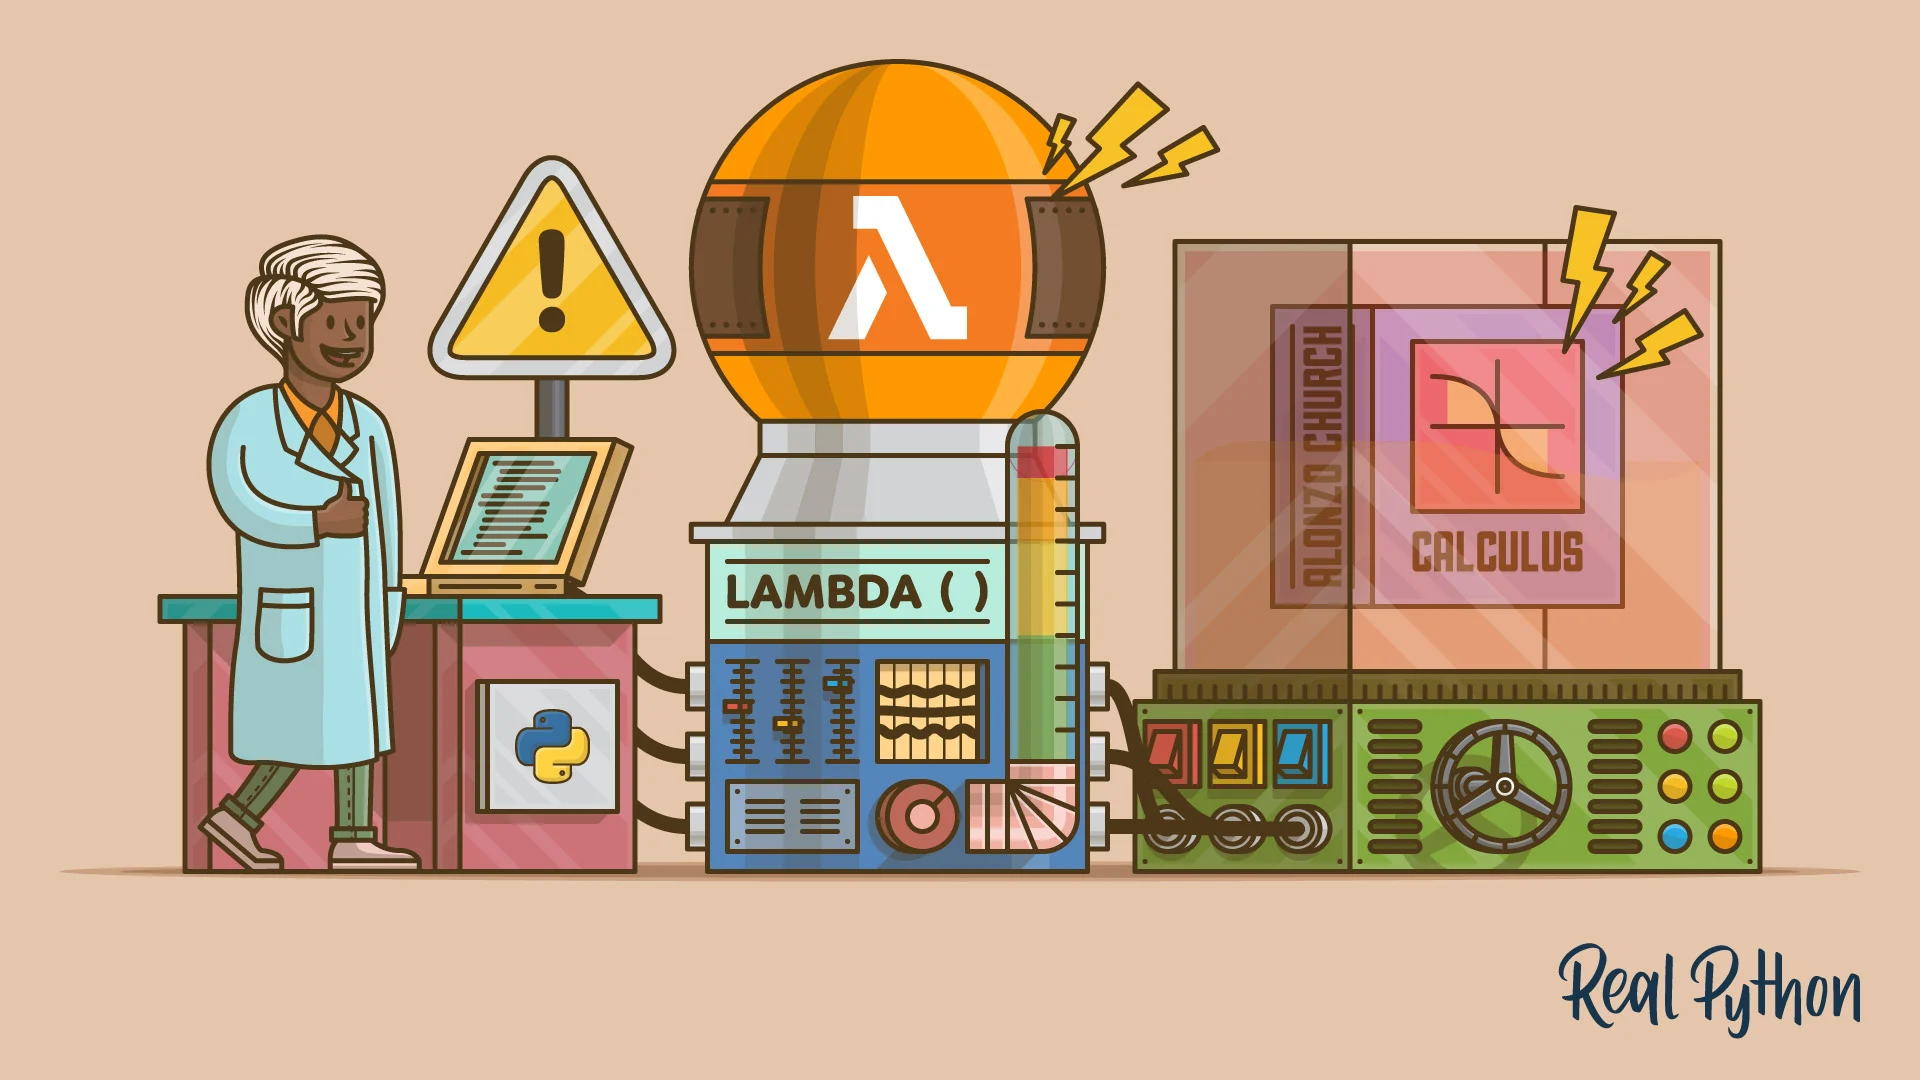 !
λ
LAMBDA ( )
ALONZO CHURCH
CALCULUS
Real Python